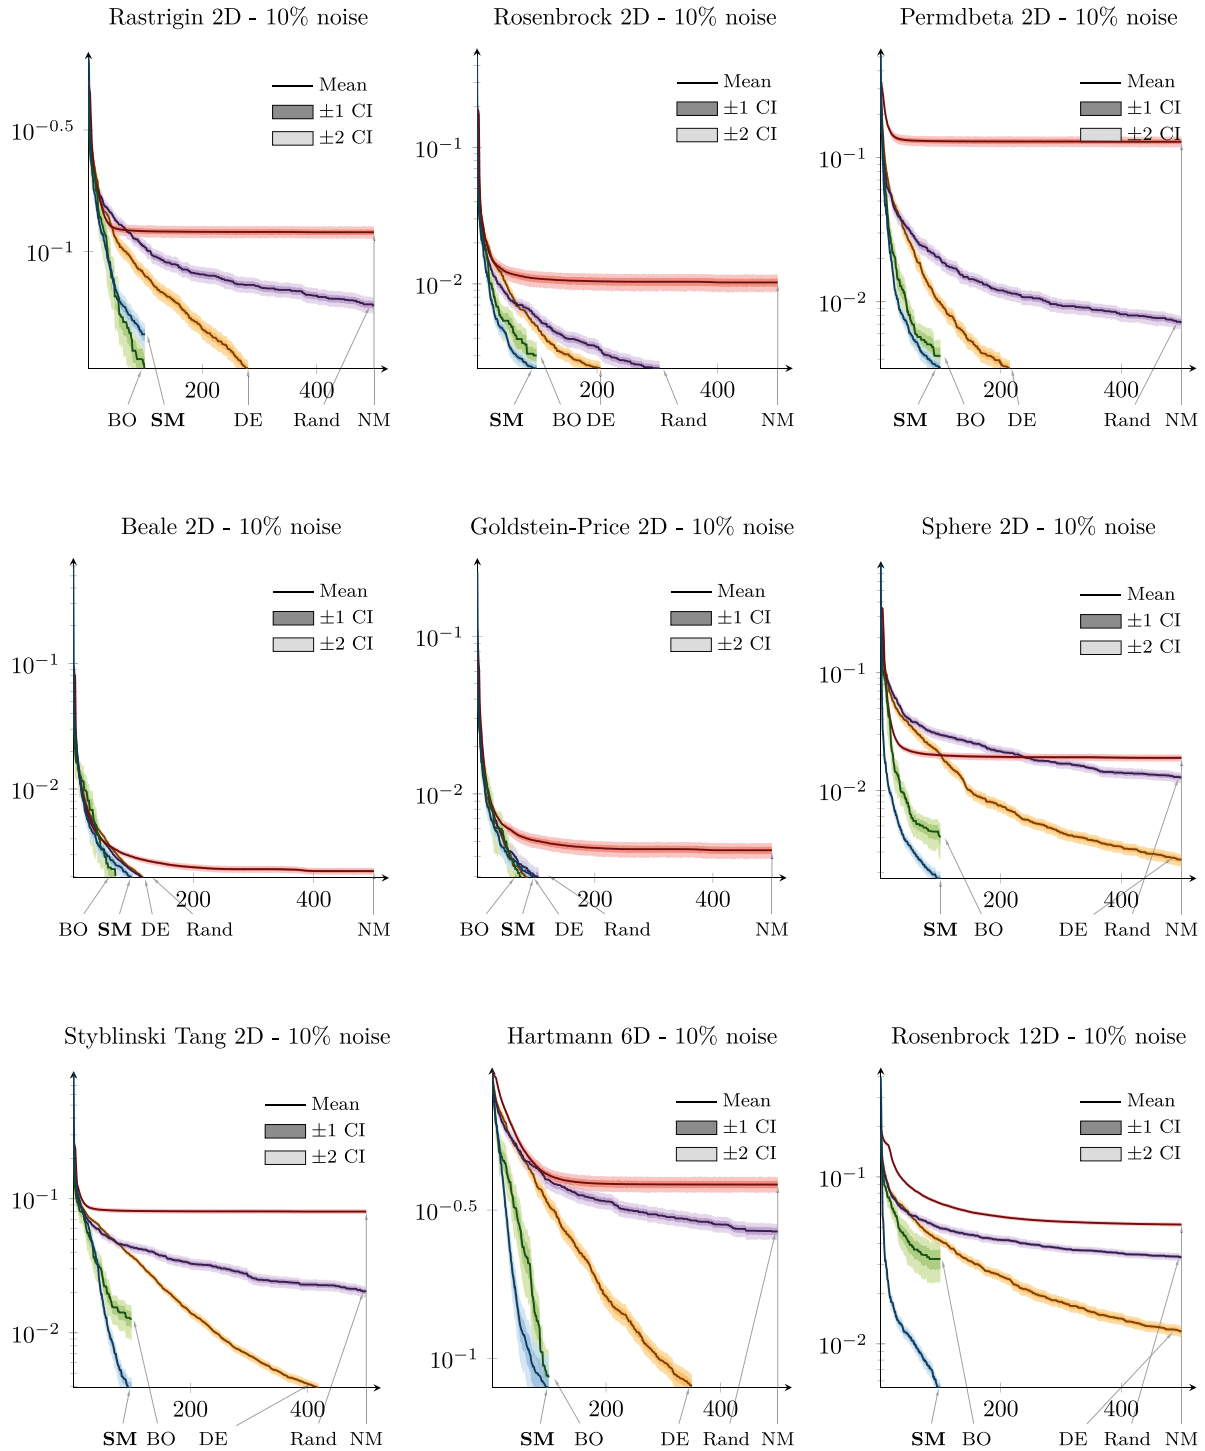 Rastrigin 2D - 10% noise
Mean
±1 CI
±2 CI
10^−0.5
10^−1
200
400
BO SM DE Rand NM
Rosenbrock 2D - 10% noise
Mean
±1 CI
±2 CI
10^−1
10^−2
200
400
SM BO DE Rand NM
Permdbeta 2D - 10% noise
Mean
±1 CI
±2 CI
10^−1
10^−2
200
400
SM BO DE Rand NM
Beale 2D - 10% noise
Mean
±1 CI
±2 CI
10^−1
10^−2
200
400
BO SM DE Rand NM
Goldstein-Price 2D - 10% noise
Mean
±1 CI
±2 CI
10^−1
10^−2
200
400
BO SM DE Rand NM
Sphere 2D - 10% noise
Mean
±1 CI
±2 CI
10^−1
10^−2
200
400
SM BO DE Rand NM
Styblinski Tang 2D - 10% noise
Mean
±1 CI
±2 CI
10^−1
10^−2
200
400
SM BO DE Rand NM
Hartmann 6D - 10% noise
Mean
±1 CI
±2 CI
10^−0.5
10^−1
200
400
SM BO DE Rand NM
Rosenbrock 12D - 10% noise
Mean
±1 CI
±2 CI
10^−1
10^−2
200
400
SM BO DE Rand NM